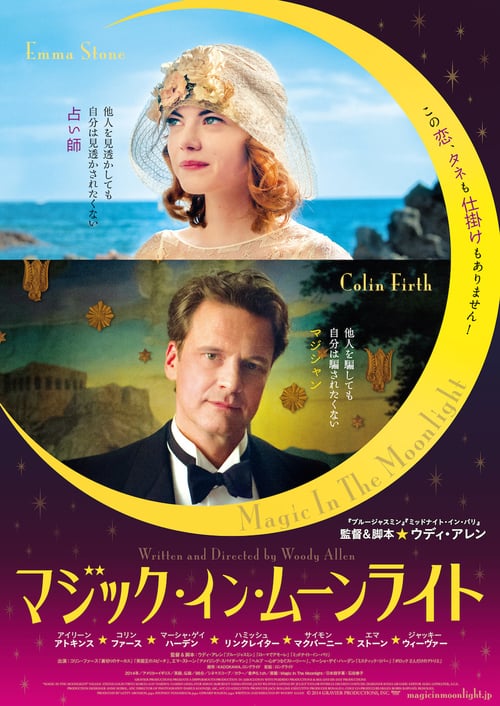 Emma Stone
他人を見透かしても
自分は見透かされたくない
占い師
この恋、タネも仕掛けもありません!
Colin Firth
他人を騙しても
自分は騙されたくない
マジシャン
Magic In The Moonlight
『ブルージャスミン』『ミッドナイト・イン・パリ』
監督&脚本★ウディ・アレン
Written and Directed by Woody Allen
マジック・イン・ムーンライト
アイリーン アトキンス★コリン ファース★マーシャ・ゲイ ハーデン★ハミッシュ リンクレイター★サイモン マクバーニー★エマ ストーン★ジャッキー ウィーヴァー
magicinmoonlight.jp